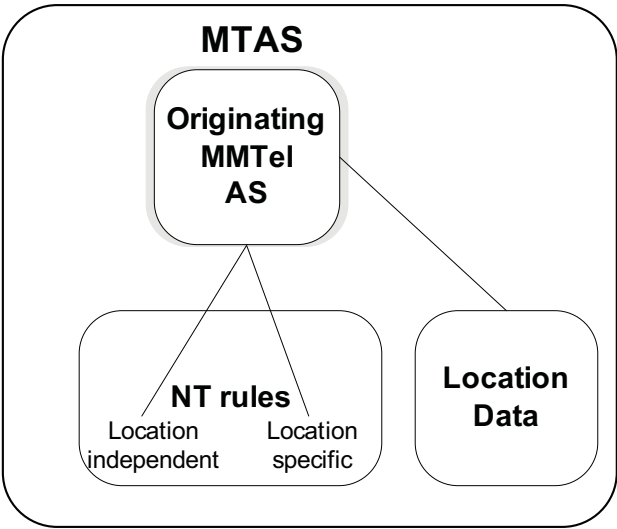 MTAS
Originating
MMTel
AS
NT rules
Location
independent
Location
specific
Location
Data